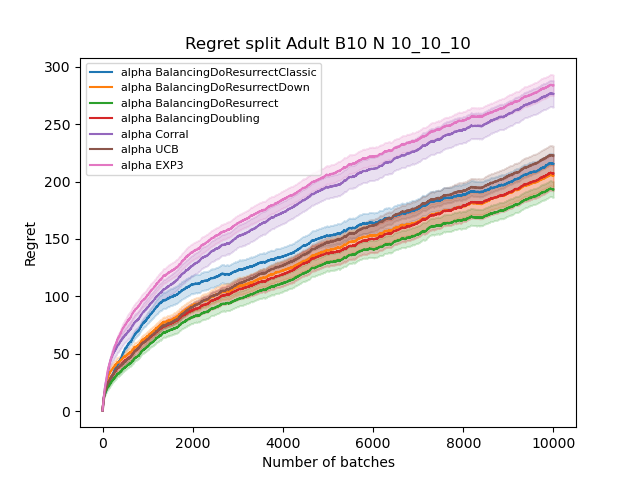 Regret split Adult B10 N 10_10_10
300
250
200
150
100
50
0
Regret
alpha BalancingDoResurrectClassic
alpha BalancingDoResurrectDown
alpha BalancingDoResurrect
alpha BalancingDoubling
alpha Corral
alpha UCB
alpha EXP3
0 2000 4000 6000 8000 10000
Number of batches